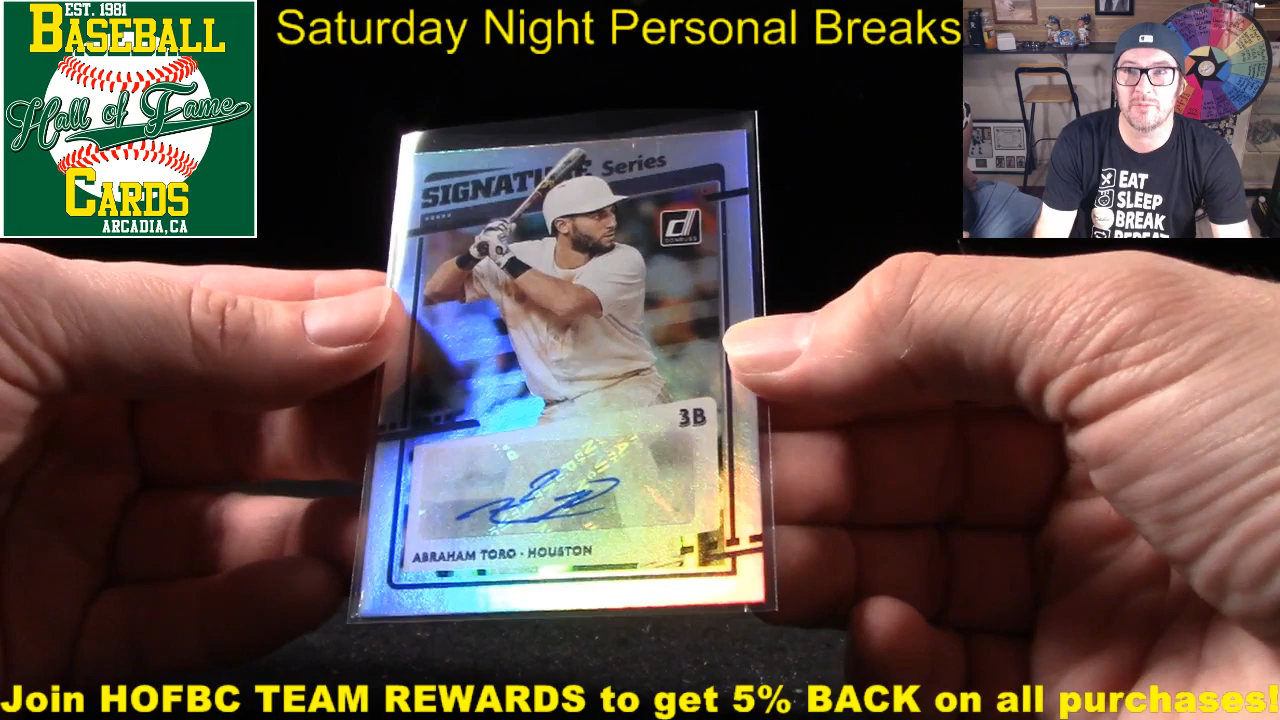 EST. 1981
BASEBALL
Hall of Fame
CARDS
ARCADIA, CA
Saturday Night Personal Breaks
EAT
SLEEP
BREAK
REPEAT
SIGNATURE Series
DONRUSS
3B
ABRAHAM TORO · HOUSTON
Join HOFBC TEAM REWARDS to get 5% BACK on all purchases!